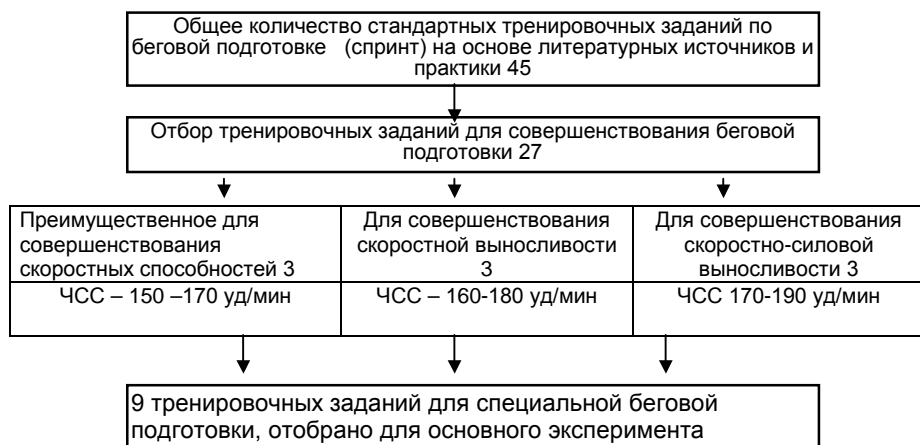 Общее количество стандартных тренировочных заданий по
беговой подготовке (спринт) на основе литературных источников и
практики 45
Отбор тренировочных заданий для совершенствования беговой
подготовки 27
Преимущественное для
совершенствования
скоростных способностей 3
Для совершенствования
скоростной выносливости
3
Для совершенствования
скоростно-силовой
выносливости 3
ЧСС – 150 –170 уд/мин
ЧСС – 160-180 уд/мин
ЧСС 170-190 уд/мин
9 тренировочных заданий для специальной беговой
подготовки, отобрано для основного эксперимента